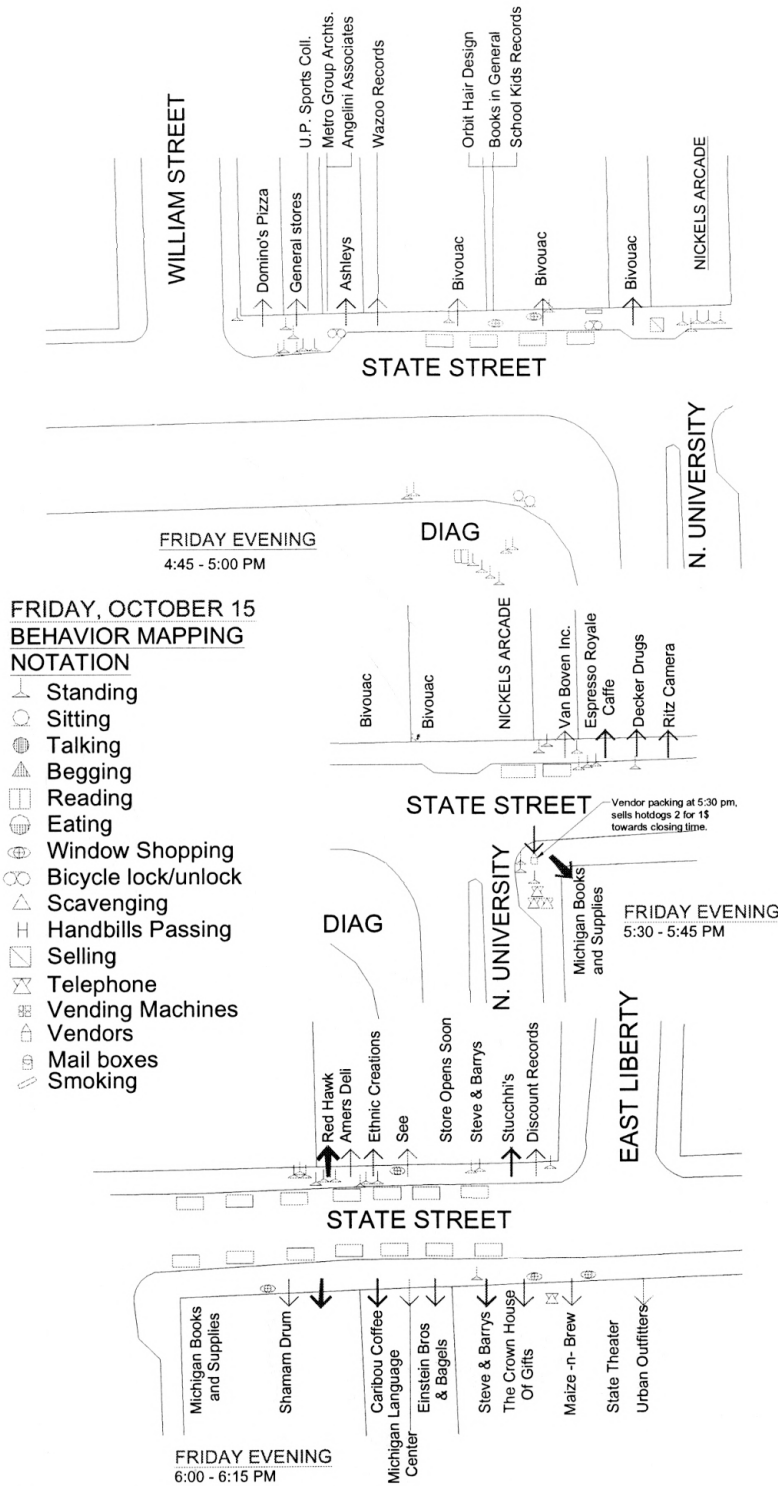 WILLIAM STREET
Domino's Pizza
General stores
U.P. Sports Coll.
Metro Group Archts.
Angelini Associates
Ashleys
Wazoo Records
Bivouac
Orbit Hair Design
Books in General
School Kids Records
Bivouac
Bivouac
NICKELS ARCADE
STATE STREET
N. UNIVERSITY
DIAG
FRIDAY EVENING
4:45 - 5:00 PM
FRIDAY, OCTOBER 15
BEHAVIOR MAPPING
NOTATION
Standing
Sitting
Talking
Begging
Reading
Eating
Window Shopping
Bicycle lock/unlock
Scavenging
Handbills Passing
Selling
Telephone
Vending Machines
Vendors
Mail boxes
Smoking
Bivouac
Bivouac
NICKELS ARCADE
Van Boven Inc.
Espresso Royale
Caffe
Decker Drugs
Ritz Camera
STATE STREET
Vendor packing at 5:30 pm,
sells hotdogs 2 for 1$
towards closing time.
DIAG
N. UNIVERSITY
Michigan Books
and Supplies
FRIDAY EVENING
5:30 - 5:45 PM
Red Hawk
Amers Deli
Ethnic Creations
See
Store Opens Soon
Steve & Barrys
Stucchhi's
Discount Records
EAST LIBERTY
STATE STREET
Michigan Books
and Supplies
Shamam Drum
Caribou Coffee
Michigan Language
Center
Einstein Bros
& Bagels
Steve & Barrys
The Crown House
Of Gifts
Maize -n- Brew
State Theater
Urban Outfitters
FRIDAY EVENING
6:00 - 6:15 PM